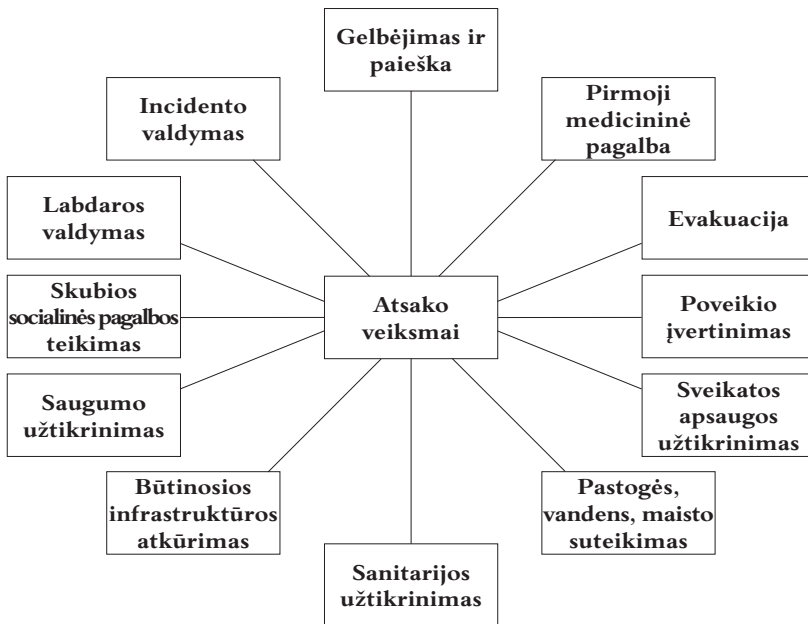 Gelbėjimas ir
paieška
Pirmoji
medicininė
pagalba
Evakuacija
Poveikio
įvertinimas
Sveikatos
apsaugos
užtikrinimas
Pastogės,
vandens, maisto
suteikimas
Sanitarijos
užtikrinimas
Būtinosios
infrastruktūros
atkūrimas
Saugumo
užtikrinimas
Skubios
socialinės pagalbos
teikimas
Labdaros
valdymas
Incidento
valdymas
Atsako
veiksmai